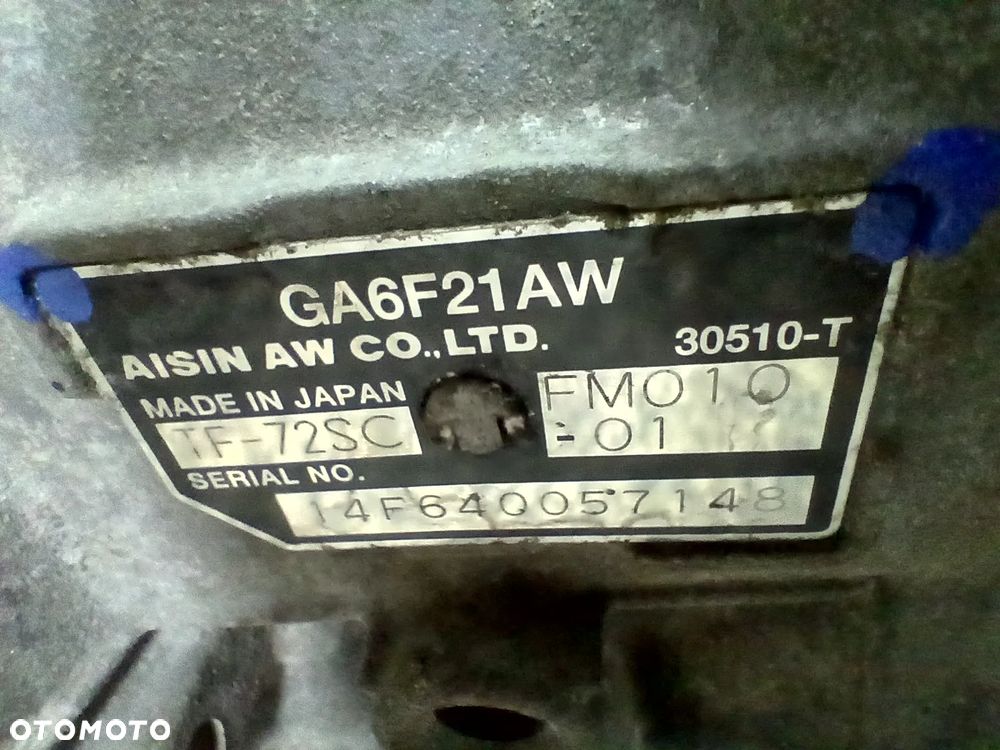 GA6F21AW
AISIN AW CO.,LTD.
30510-T
MADE IN JAPAN
FM010
TF-72SC
-01
SERIAL NO.
14F640057148
OTOMOTO